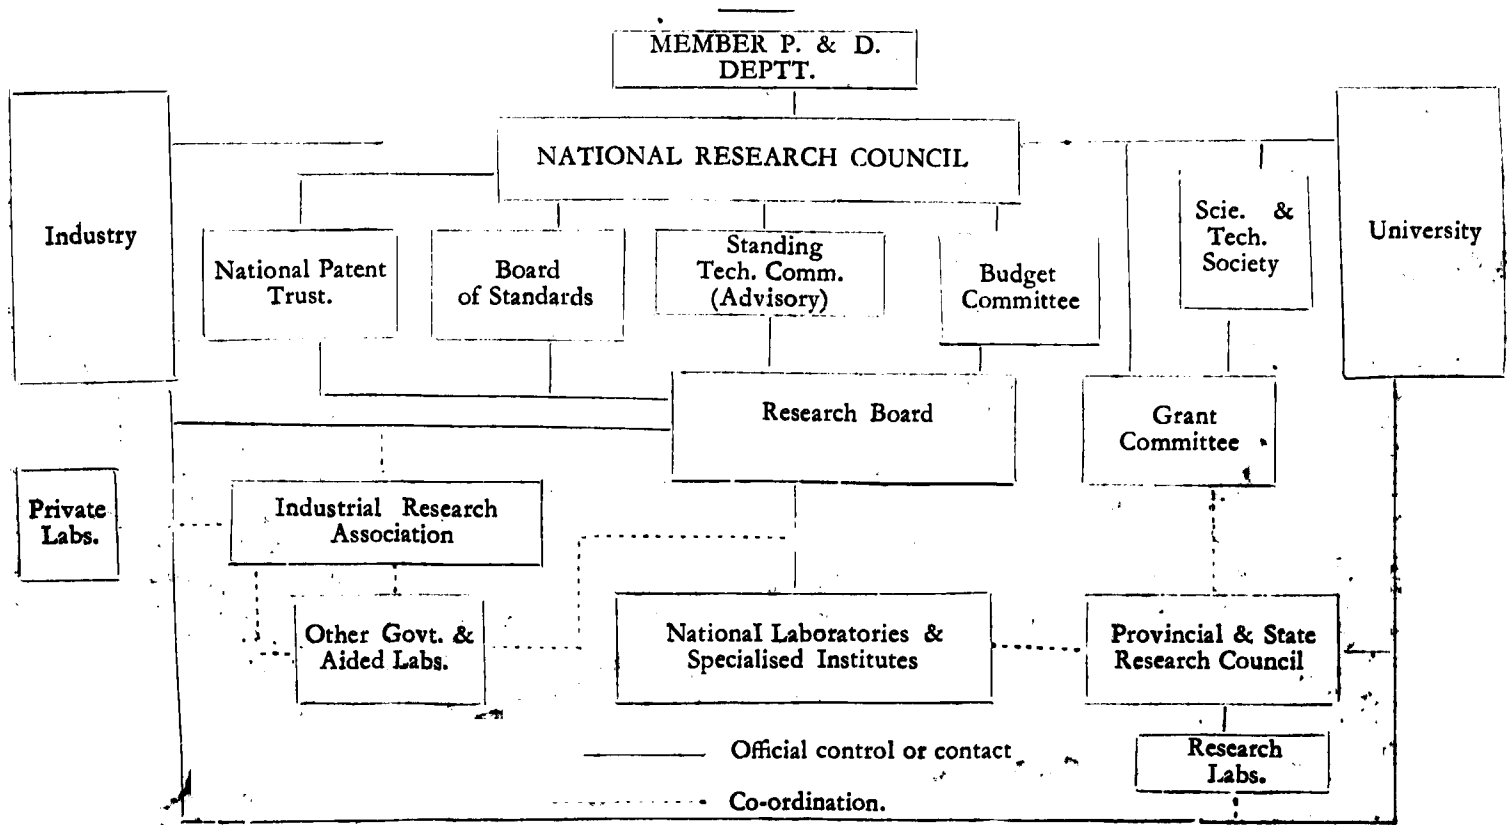 MEMBER P. & D.
DEPTT.
NATIONAL RESEARCH COUNCIL
Industry
National Patent
Trust.
Board
of Standards
Standing
Tech. Comm.
(Advisory)
Budget
Committee
Scie. &
Tech.
Society
University
Research Board
Grant
Committee
Private
Labs.
Industrial Research
Association
Other Govt. &
Aided Labs.
National Laboratories &
Specialised Institutes
Provincial & State
Research Council
Research
Labs.
Official control or contact
Co-ordination.